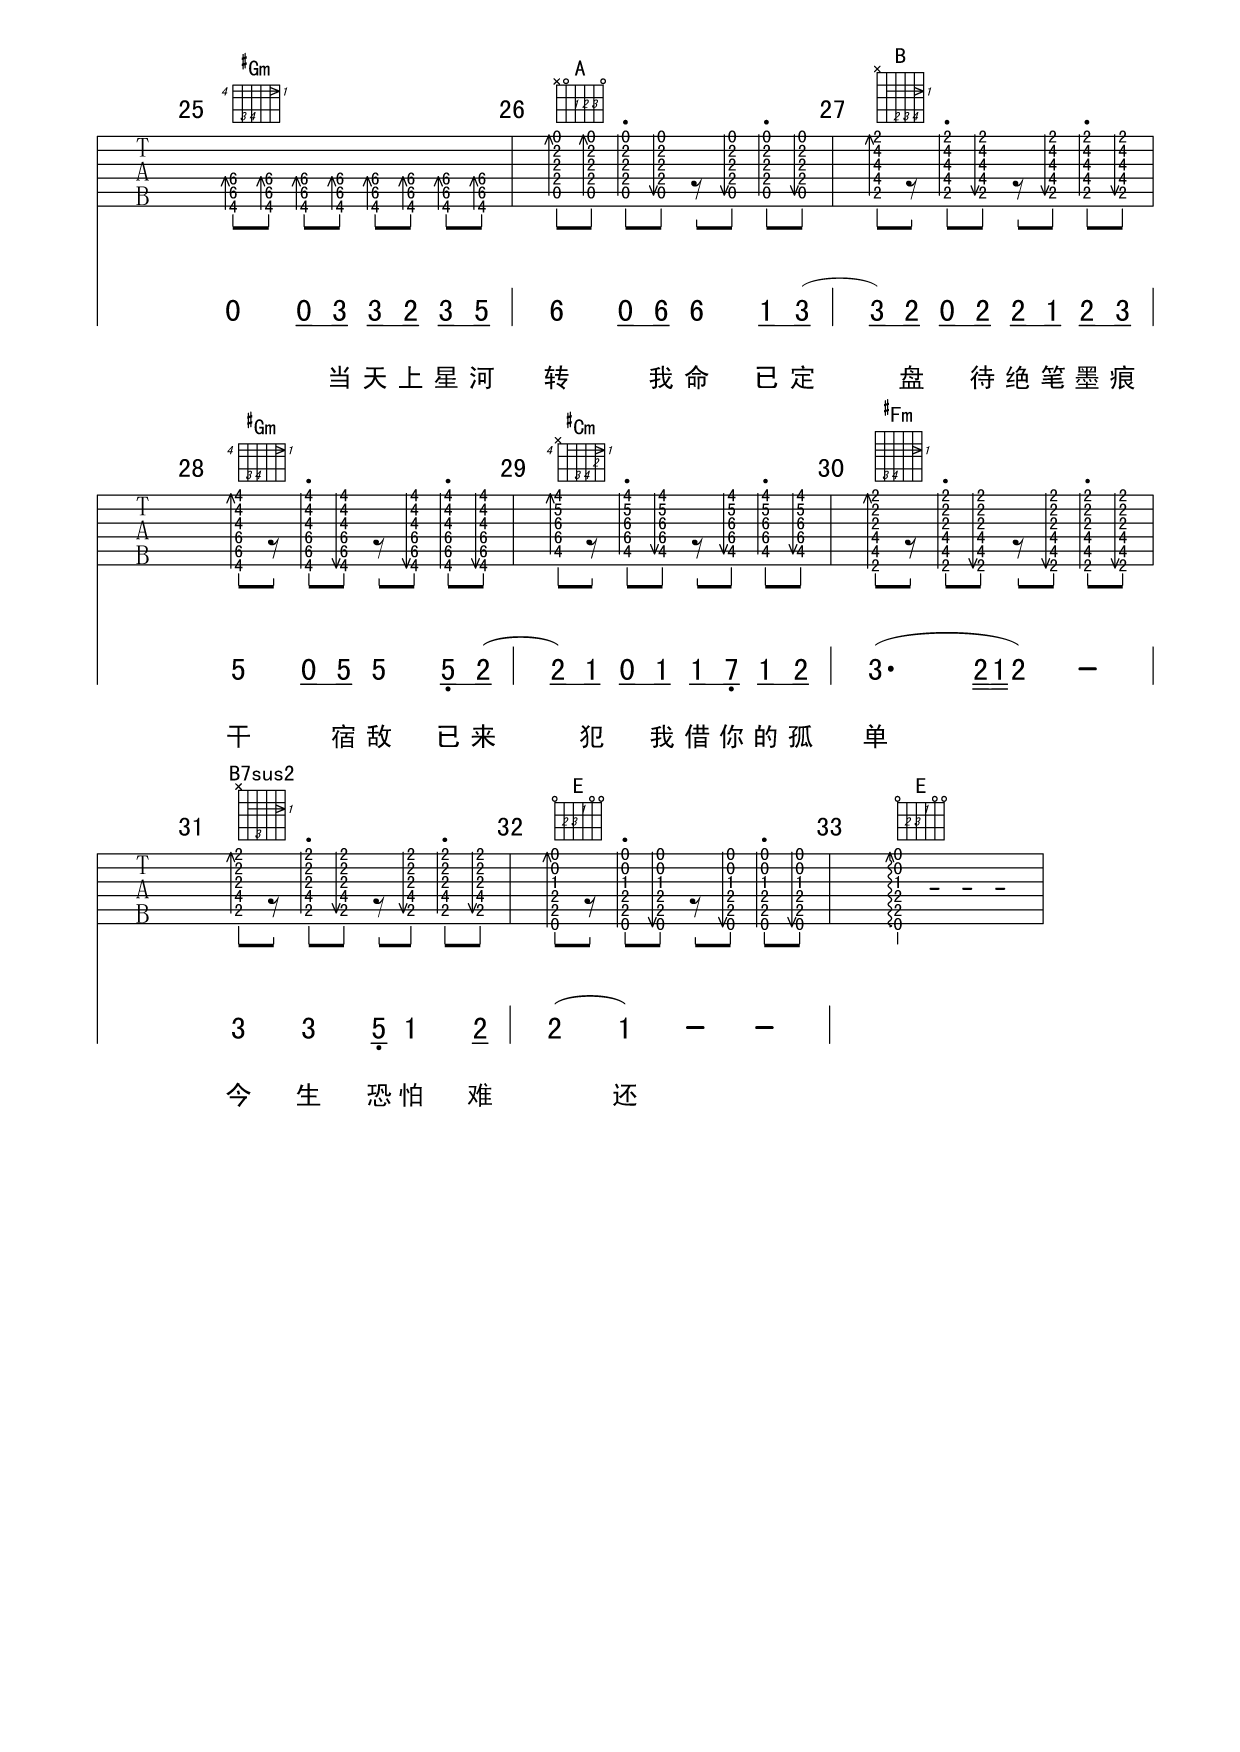 ♯Gm A B
25 26 27
T A B
0 0 3 3 2 3 5 | 6 0 6 6 1 3 | 3 2 0 2 2 1 2 3
当天上星河 转 我命 已定 盘 待绝笔墨痕
♯Gm ♯Cm ♯Fm
28 29 30
T A B
5 0 5 5 5 2 | 2 1 0 1 1 7 1 2 | 3· 2 1 2 –
干 宿敌 已来 犯 我借你的孤 单
B7sus2 E E
31 32 33
T A B
3 3 5 1 2 | 2 1 – –
今 生 恐怕 难 还